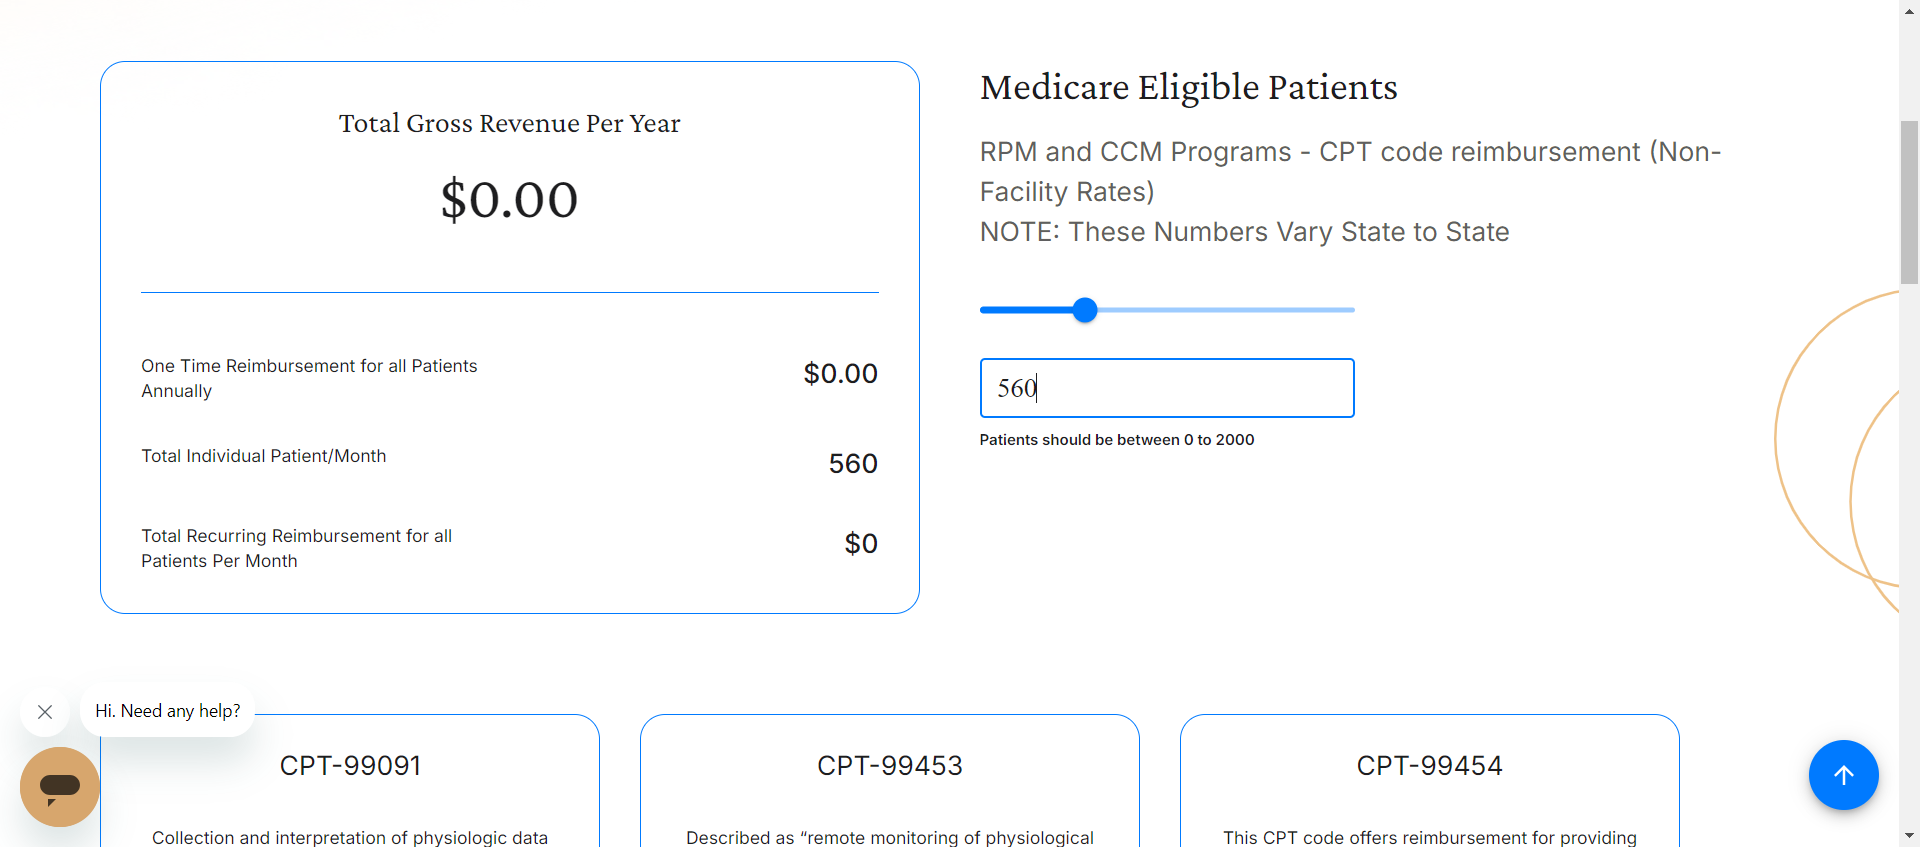 Total Gross Revenue Per Year
$0.00
One Time Reimbursement for all Patients
Annually
$0.00
Total Individual Patient/Month
560
Total Recurring Reimbursement for all
Patients Per Month
$0
Medicare Eligible Patients
RPM and CCM Programs - CPT code reimbursement (Non-
Facility Rates)
NOTE: These Numbers Vary State to State
560
Patients should be between 0 to 2000
Hi. Need any help?
CPT-99091
Collection and interpretation of physiologic data
CPT-99453
Described as “remote monitoring of physiological
CPT-99454
This CPT code offers reimbursement for providing